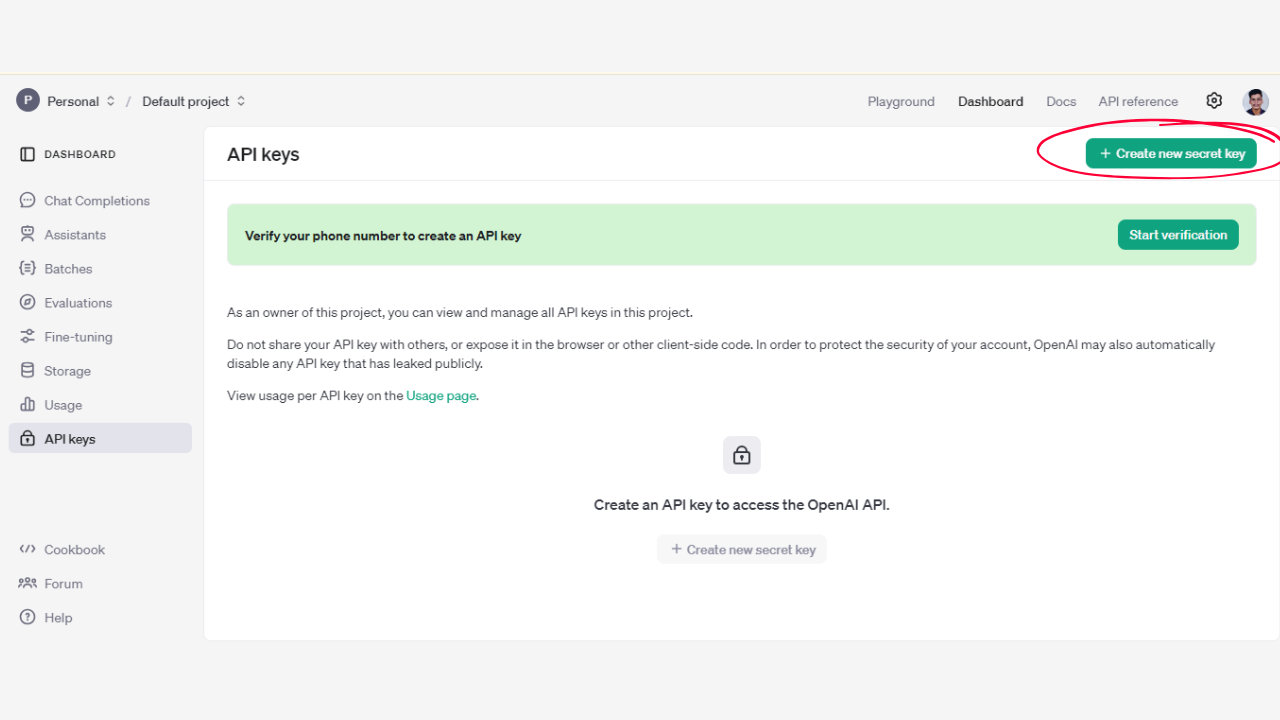 P Personal / Default project
Playground Dashboard Docs API reference
DASHBOARD
Chat Completions
Assistants
Batches
Evaluations
Fine-tuning
Storage
Usage
API keys
Cookbook
Forum
Help
API keys
+ Create new secret key
Verify your phone number to create an API key
Start verification
As an owner of this project, you can view and manage all API keys in this project.
Do not share your API key with others, or expose it in the browser or other client-side code. In order to protect the security of your account, OpenAI may also automatically
disable any API key that has leaked publicly.
View usage per API key on the Usage page.
Create an API key to access the OpenAI API.
+ Create new secret key